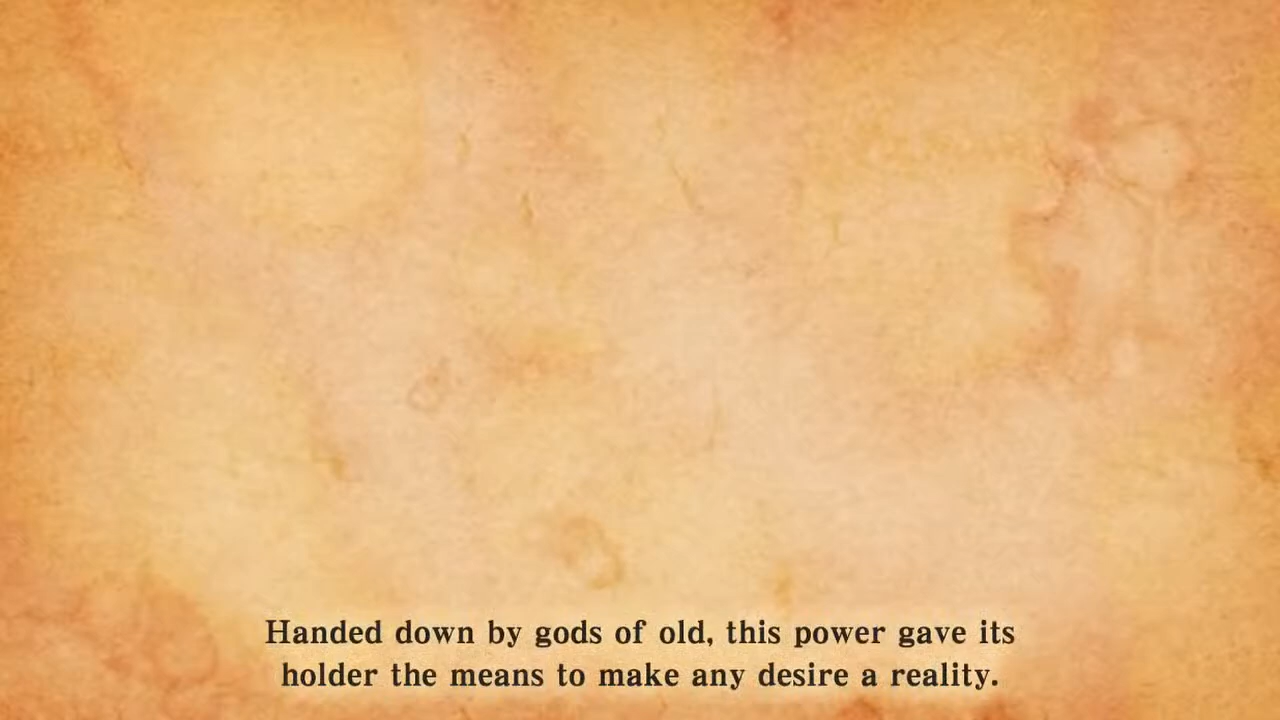 Handed down by gods of old, this power gave its
holder the means to make any desire a reality.